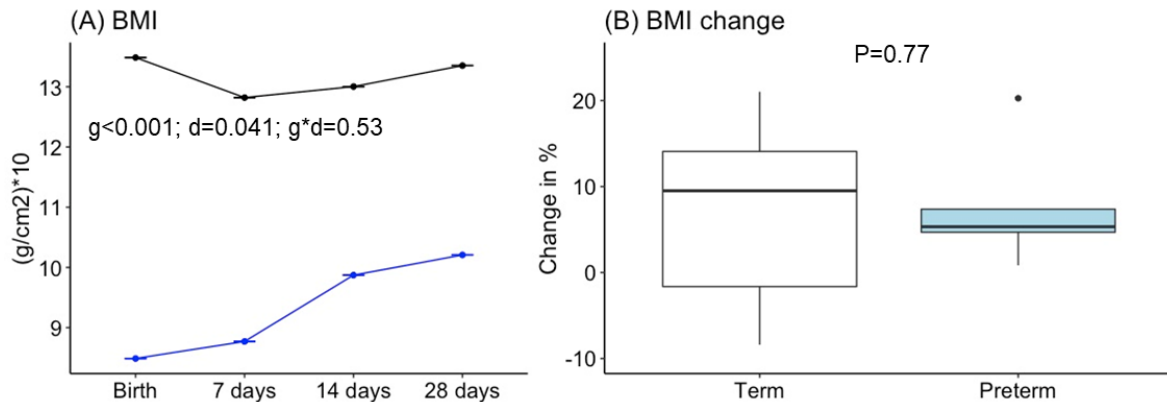 (A) BMI
(g/cm2)*10
13
12
11
10
9
g<0.001; d=0.041; g*d=0.53
Birth
7 days
14 days
28 days
(B) BMI change
P=0.77
Change in %
20
10
0
-10
Term
Preterm